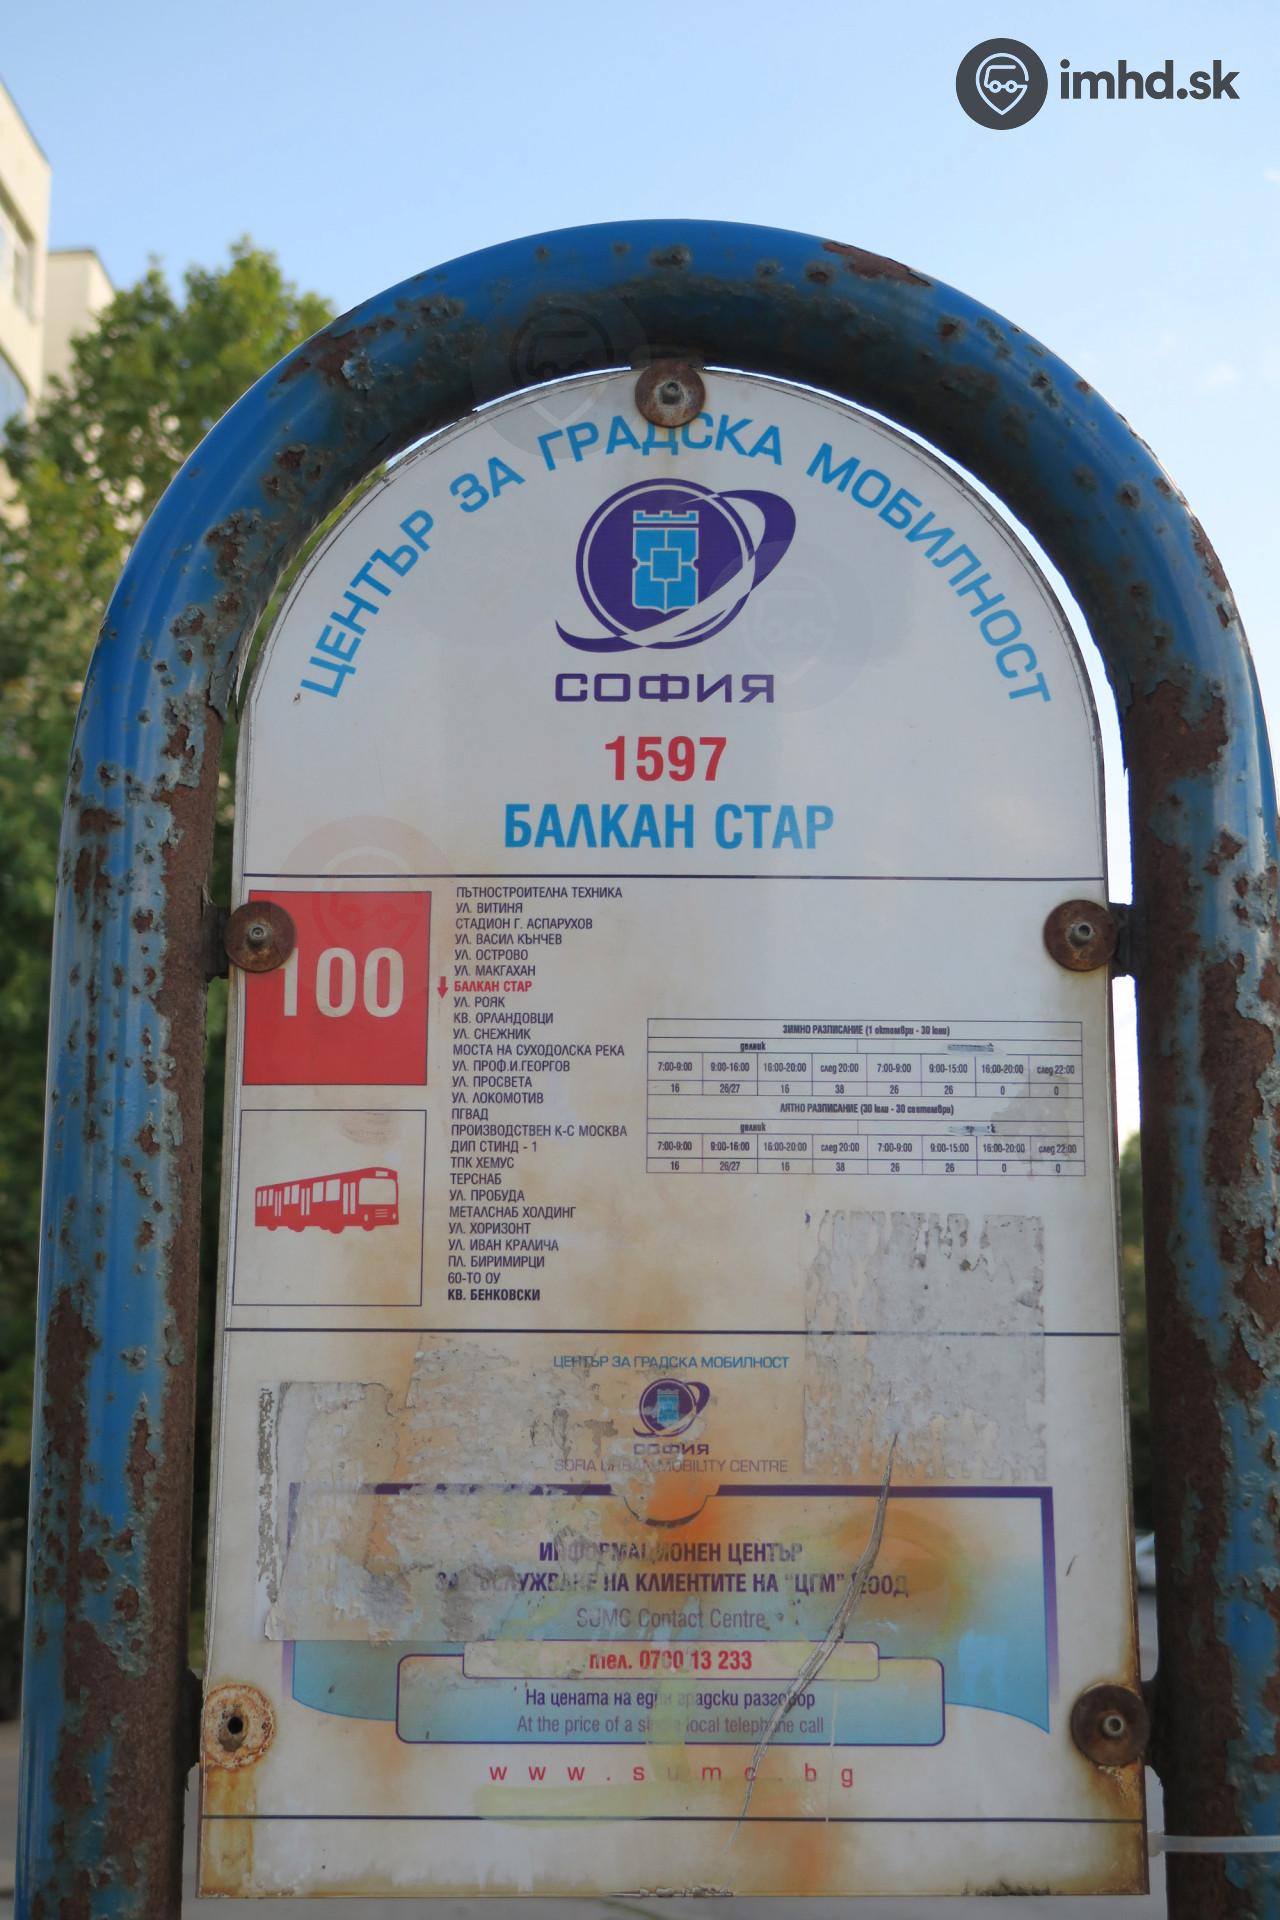 imhd.sk
ЦЕНТЪР ЗА ГРАДСКА МОБИЛНОСТ
СОФИЯ
1597
БАЛКАН СТАР
100
ПЪТНОСТРОИТЕЛНА ТЕХНИКА
УЛ. ВИТИНЯ
СТАДИОН Г. АСПАРУХОВ
УЛ. ВАСИЛ КЪНЧЕВ
УЛ. ОСТРОВО
УЛ. МАКГАХАН
БАЛКАН СТАР
УЛ. РОЯК
КВ. ОРЛАНДОВЦИ
УЛ. СНЕЖНИК
МОСТА НА СУХОДОЛСКА РЕКА
УЛ. ПРОФ.И.ГЕОРГОВ
УЛ. ПРОСВЕТА
УЛ. ЛОКОМОТИВ
ПГВАД
ПРОИЗВОДСТВЕН К-С МОСКВА
ДИП СТИНД - 1
ТПК ХЕМУС
ТЕРСНАБ
УЛ. ПРОБУДА
МЕТАЛСНАБ ХОЛДИНГ
УЛ. ХОРИЗОНТ
УЛ. ИВАН КРАЛИЧА
ПЛ. БИРИМИРЦИ
60-ТО ОУ
КВ. БЕНКОВСКИ
ЗИМНО РАЗПИСАНИЕ (1 октомври - 30 юни)
делник
7:00-9:00 9:00-16:00 16:00-20:00 след 20:00 7:00-9:00 9:00-15:00 16:00-20:00 след 22:00
16 26/27 16 38 26 26 0 0
ЛЯТНО РАЗПИСАНИЕ (30 юли - 30 септември)
делник
7:00-9:00 9:00-16:00 16:00-20:00 след 20:00 7:00-9:00 9:00-15:00 16:00-20:00 след 22:00
16 26/27 16 38 26 26 0 0
ЦЕНТЪР ЗА ГРАДСКА МОБИЛНОСТ
СОФИЯ
SOFIA URBAN MOBILITY CENTRE
ИНФОРМАЦИОНЕН ЦЕНТЪР
ЗА ОБСЛУЖВАНЕ НА КЛИЕНТИТЕ НА "ЦГМ" ЕООД
SUMC Contact Centre
тел. 0700 13 233
На цената на един градски разговор
At the price of a single local telephone call
www.sumc.bg